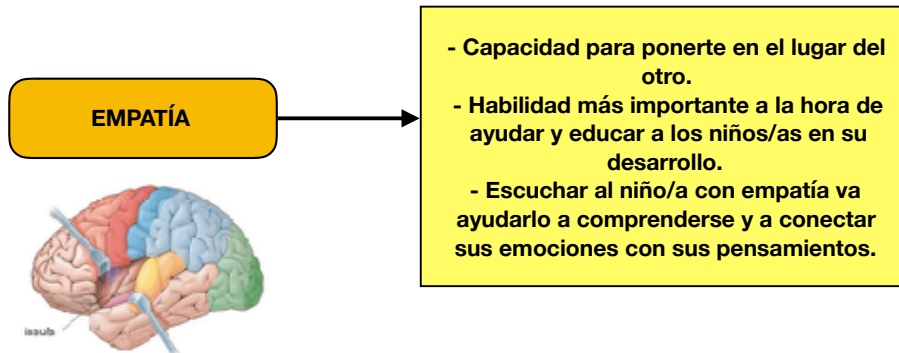 EMPATÍA
- Capacidad para ponerte en el lugar del
otro.
- Habilidad más importante a la hora de
ayudar y educar a los niños/as en su
desarrollo.
- Escuchar al niño/a con empatía va
ayudarlo a comprenderse y a conectar
sus emociones con sus pensamientos.